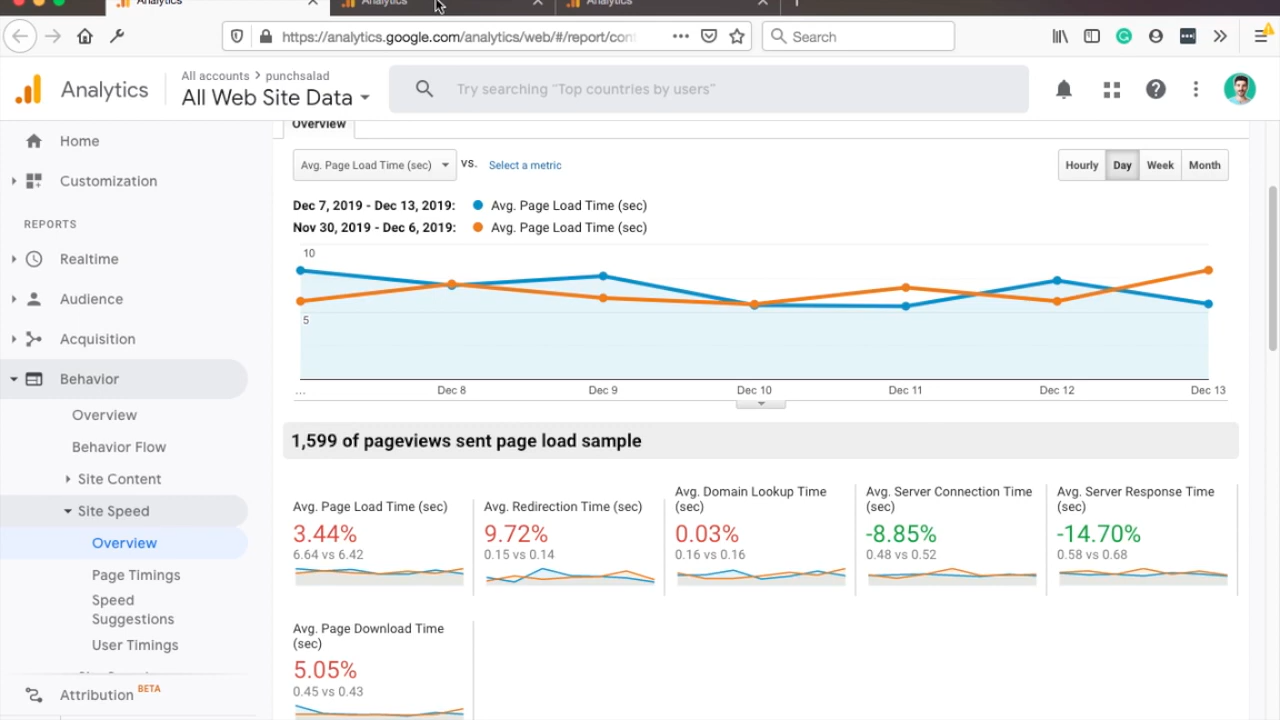 Analytics
Analytics
Analytics
https://analytics.google.com/analytics/web/#/report/con
Search
Analytics
All accounts > punchsalad
All Web Site Data
Try searching "Top countries by users"
Home
Customization
REPORTS
Realtime
Audience
Acquisition
Behavior
Overview
Behavior Flow
Site Content
Site Speed
Overview
Page Timings
Speed
Suggestions
User Timings
Attribution BETA
Overview
Avg. Page Load Time (sec) VS. Select a metric
Hourly Day Week Month
Dec 7, 2019 - Dec 13, 2019: Avg. Page Load Time (sec)
Nov 30, 2019 - Dec 6, 2019: Avg. Page Load Time (sec)
10
5
... Dec 8 Dec 9 Dec 10 Dec 11 Dec 12 Dec 13
1,599 of pageviews sent page load sample
Avg. Page Load Time (sec)
3.44%
6.64 vs 6.42
Avg. Redirection Time (sec)
9.72%
0.15 vs 0.14
Avg. Domain Lookup Time
(sec)
0.03%
0.16 vs 0.16
Avg. Server Connection Time
(sec)
-8.85%
0.48 vs 0.52
Avg. Server Response Time
(sec)
-14.70%
0.58 vs 0.68
Avg. Page Download Time
(sec)
5.05%
0.45 vs 0.43